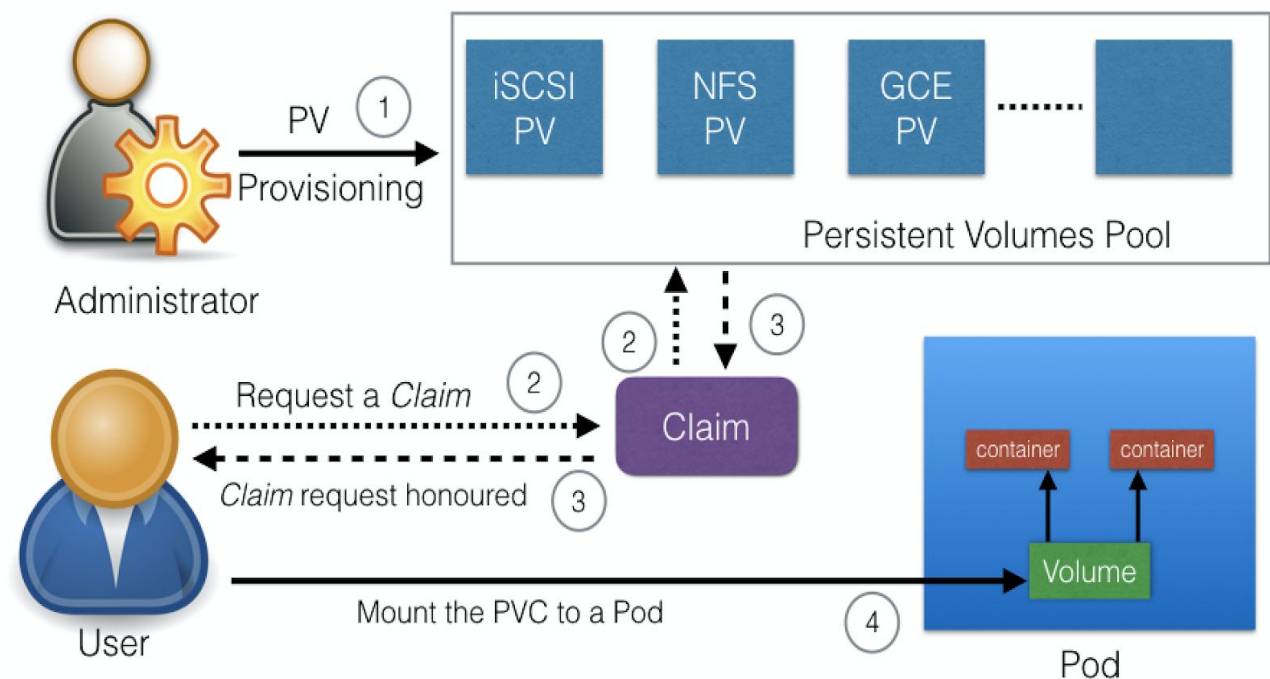 iSCSI
PV
NFS
PV
GCE
PV
PV
1
Provisioning
Persistent Volumes Pool
Administrator
2
3
Request a Claim
2
Claim
Claim request honoured
3
container
container
Volume
Mount the PVC to a Pod
4
User
Pod